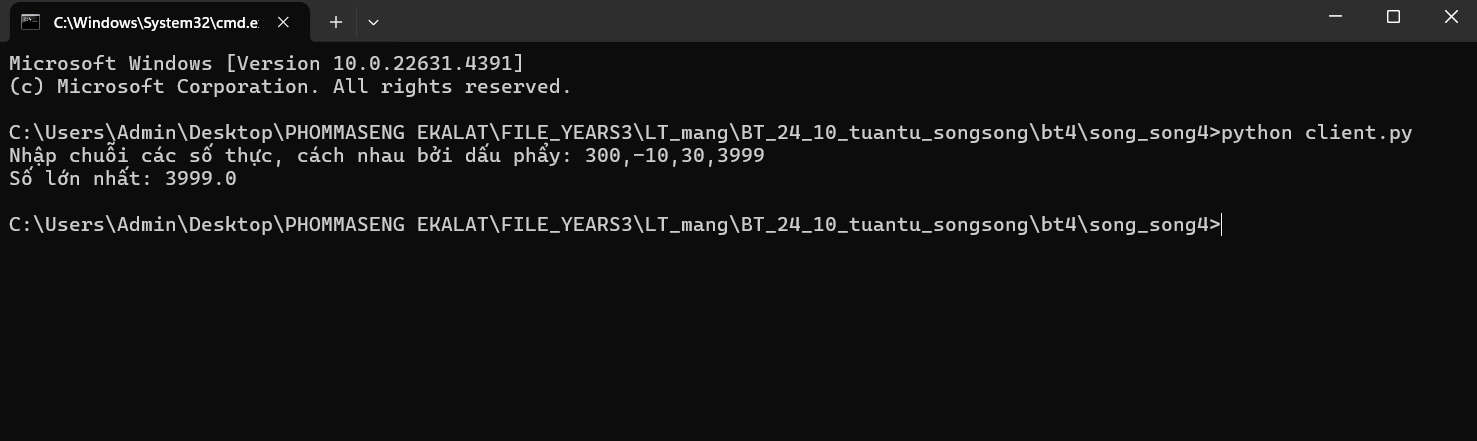 C:\Windows\System32\cmd.e
Microsoft Windows [Version 10.0.22631.4391]
(c) Microsoft Corporation. All rights reserved.
C:\Users\Admin\Desktop\PHOMMASENG EKALAT\FILE_YEARS3\LT_mang\BT_24_10_tuantu_songsong\bt4\song_song4>python client.py
Nhập chuỗi các số thực, cách nhau bởi dấu phẩy: 300,-10,30,3999
Số lớn nhất: 3999.0
C:\Users\Admin\Desktop\PHOMMASENG EKALAT\FILE_YEARS3\LT_mang\BT_24_10_tuantu_songsong\bt4\song_song4>